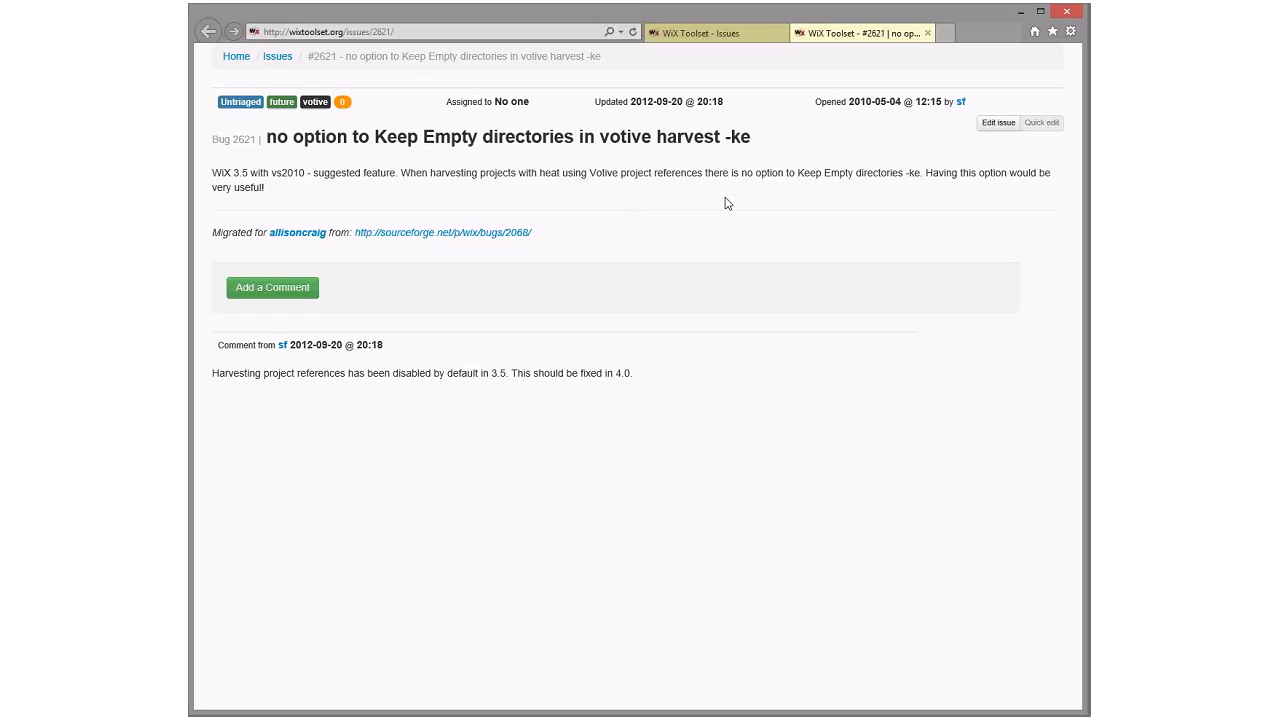 http://wixtoolset.org/issues/2621/
WiX Toolset - Issues
WiX Toolset - #2621 | no op...
Home / Issues / #2621 - no option to Keep Empty directories in votive harvest -ke
Untriaged future votive 0
Assigned to No one
Updated 2012-09-20 @ 20:18
Opened 2010-05-04 @ 12:15 by sf
Edit issue Quick edit
Bug 2621 | no option to Keep Empty directories in votive harvest -ke
WiX 3.5 with vs2010 - suggested feature. When harvesting projects with heat using Votive project references there is no option to Keep Empty directories -ke. Having this option would be
very useful!
Migrated for allisoncraig from: http://sourceforge.net/p/wix/bugs/2068/
Add a Comment
Comment from sf 2012-09-20 @ 20:18
Harvesting project references has been disabled by default in 3.5. This should be fixed in 4.0.